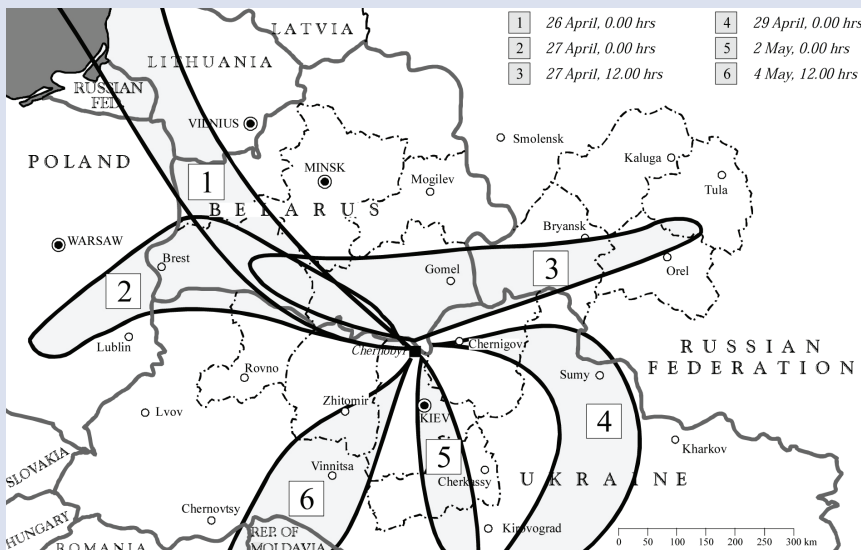 1 26 April, 0.00 hrs
2 27 April, 0.00 hrs
3 27 April, 12.00 hrs
4 29 April, 0.00 hrs
5 2 May, 0.00 hrs
6 4 May, 12.00 hrs
LATVIA
LITHUANIA
RUSSIAN
FED.
VILNIUS
POLAND
MINSK
Mogilev
Smolensk
Kaluga
Tula
1
BELARUS
WARSAW
Brest
Bryansk
Orel
Gomel
3
2
Lublin
Chernobyl
Chernigov
RUSSIAN
FEDERATION
Rovno
Sumy
Zhitomir
KIEV
Lvov
4
Kharkov
5
SLOVAKIA
Vinnitsa
Cherkassy
UKRAINE
6
Chernovtsy
Kirovograd
HUNGARY
REP. OF
MOLDAVIA
ROMANIA
0 50 100 150 200 250 300 km